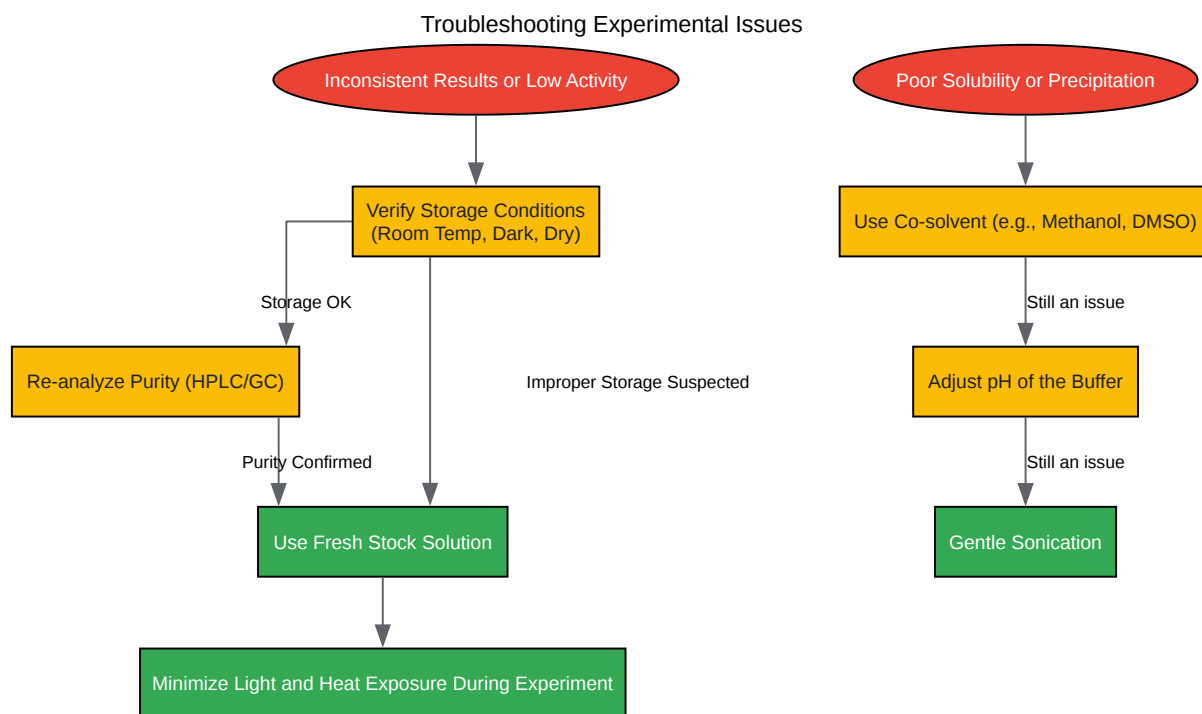 Troubleshooting Experimental Issues
Inconsistent Results or Low Activity
Poor Solubility or Precipitation
Verify Storage Conditions
(Room Temp, Dark, Dry)
Use Co-solvent (e.g., Methanol, DMSO)
Storage OK
Still an issue
Re-analyze Purity (HPLC/GC)
Improper Storage Suspected
Adjust pH of the Buffer
Purity Confirmed
Still an issue
Use Fresh Stock Solution
Gentle Sonication
Minimize Light and Heat Exposure During Experiment